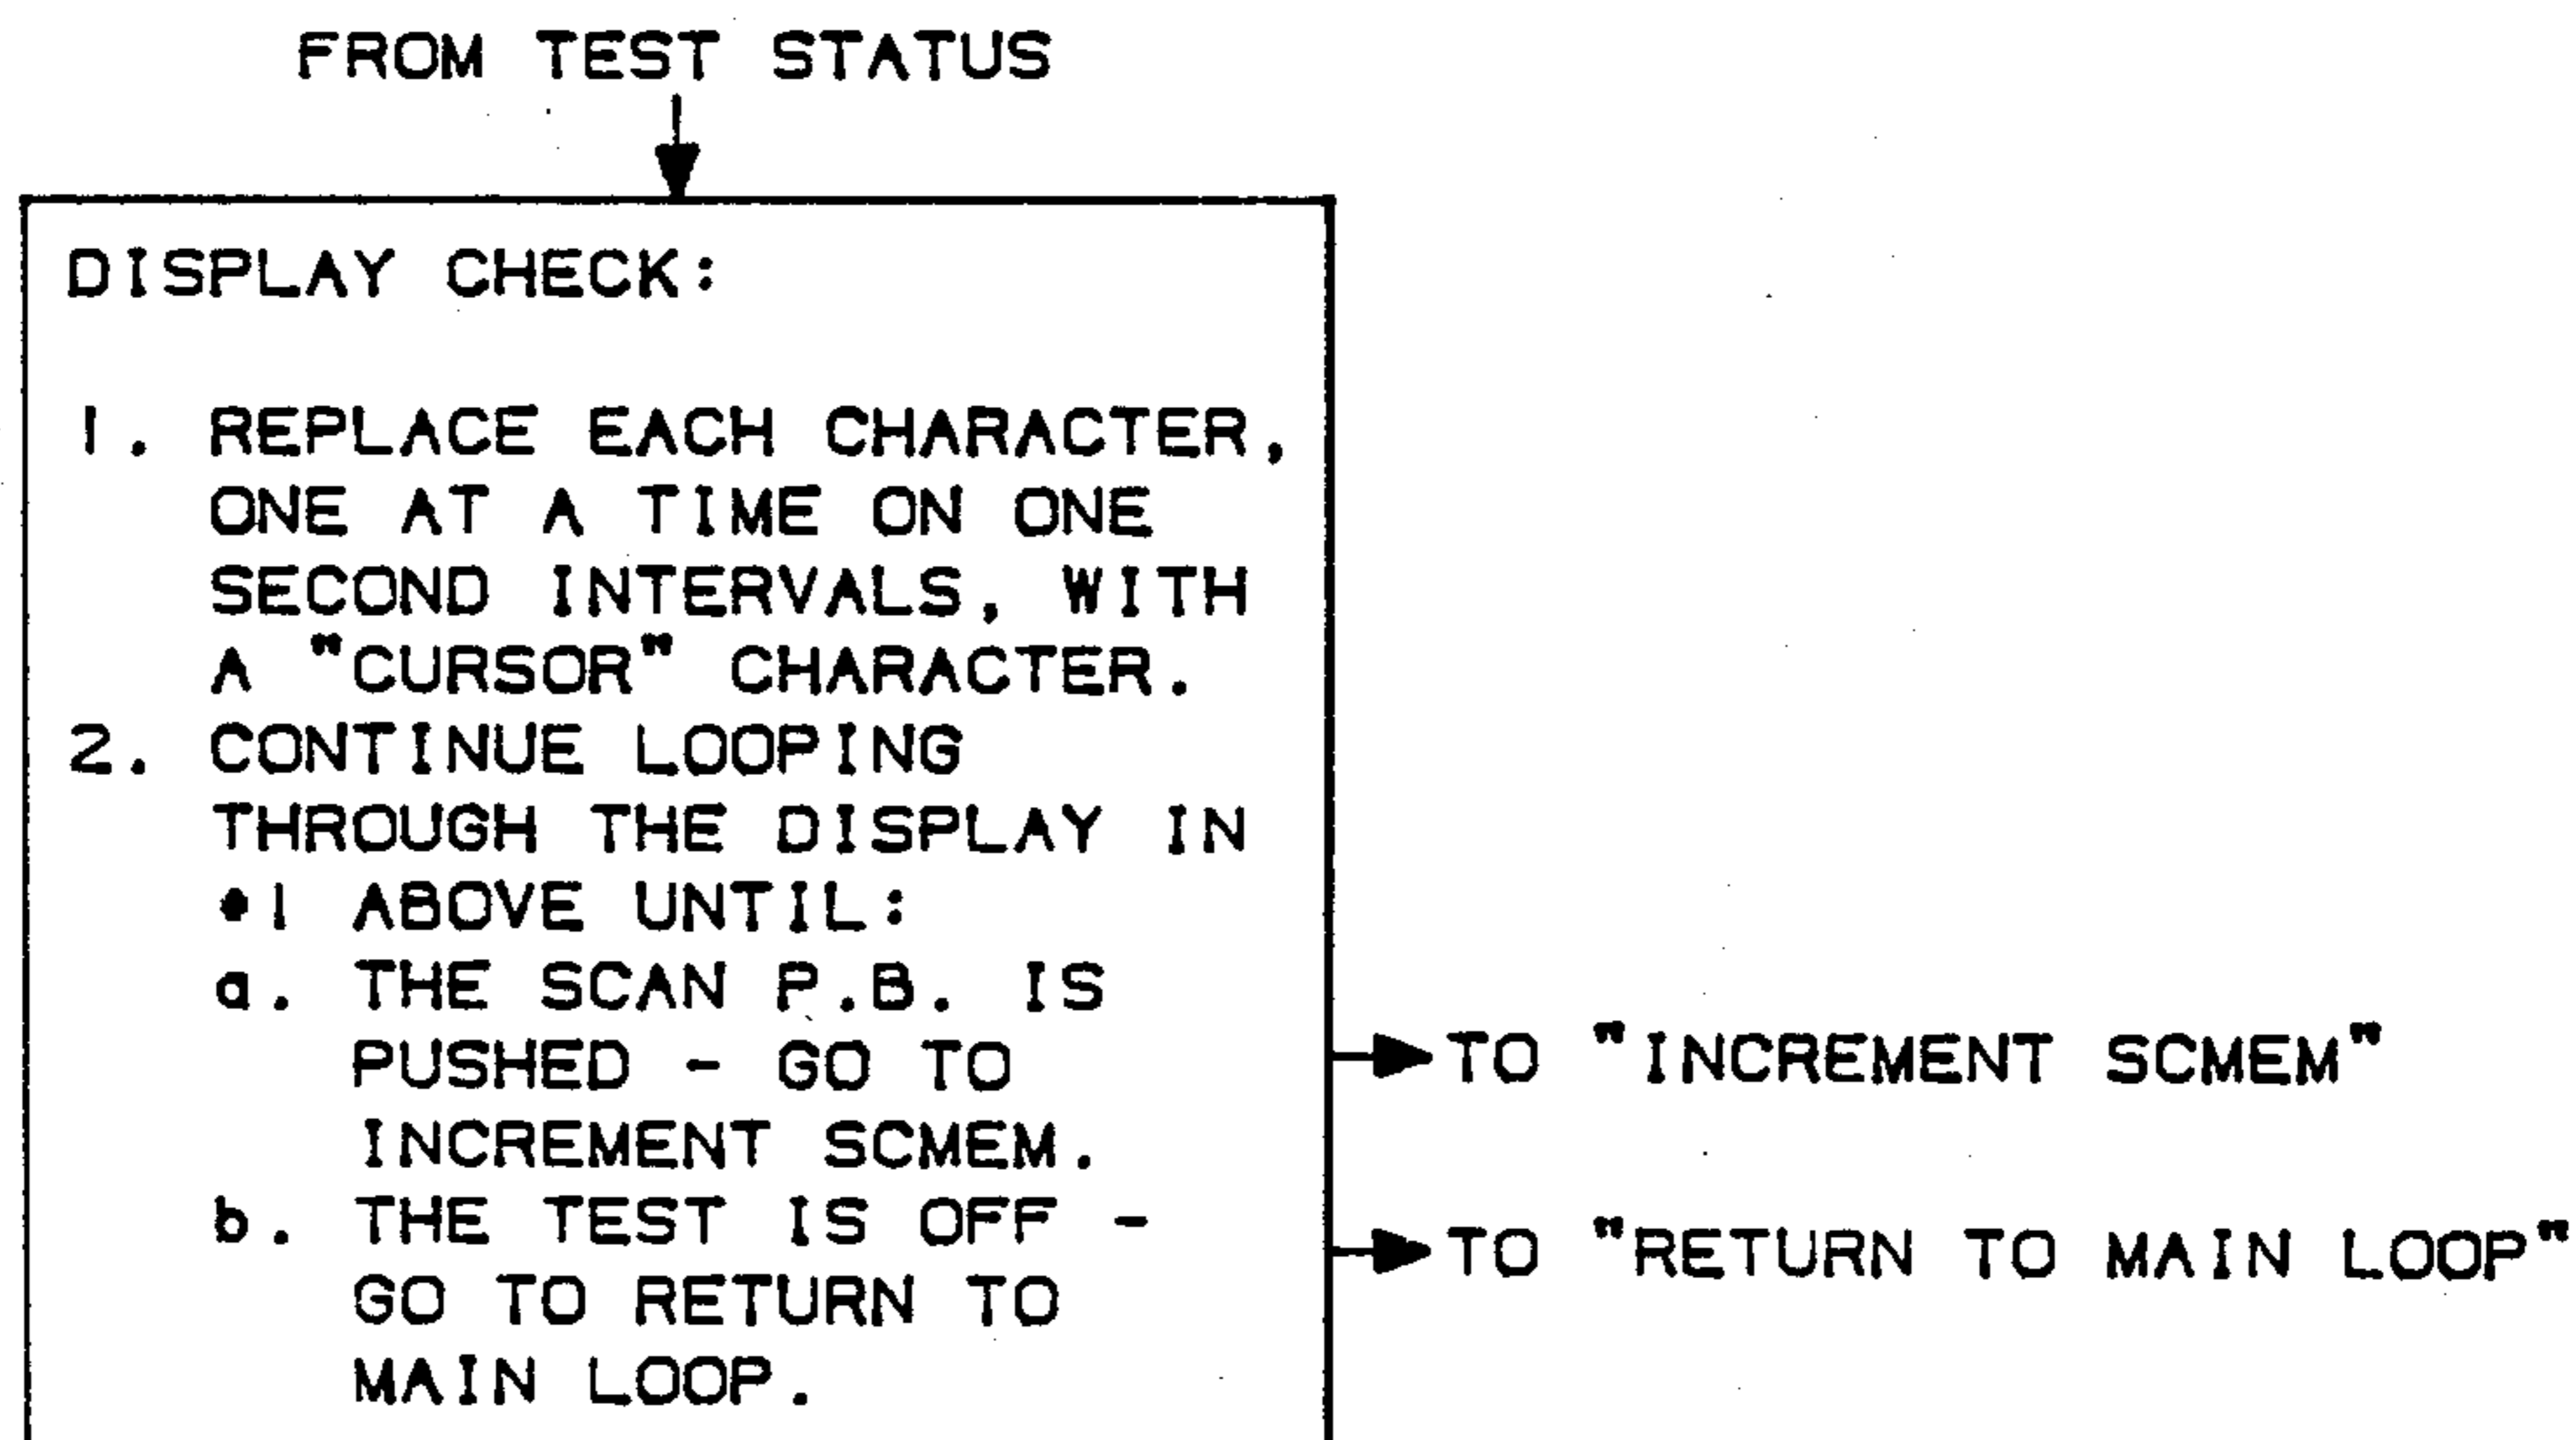 FROM TEST STATUS
DISPLAY CHECK:
1. REPLACE EACH CHARACTER,
ONE AT A TIME ON ONE
SECOND INTERVALS, WITH
A "CURSOR" CHARACTER.
2. CONTINUE LOOPING
THROUGH THE DISPLAY IN
#1 ABOVE UNTIL:
a. THE SCAN P.B. IS
PUSHED - GO TO
INCREMENT SCMEM.
b. THE TEST IS OFF -
GO TO RETURN TO
MAIN LOOP.
TO "INCREMENT SCMEM"
TO "RETURN TO MAIN LOOP"